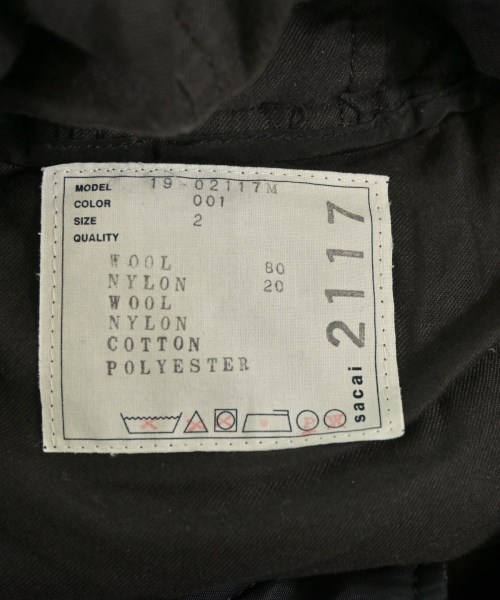 MODEL 19-02117M
COLOR 001
SIZE 2
QUALITY
WOOL 80
NYLON 20
WOOL
NYLON
COTTON
POLYESTER
P W
sacai 2117